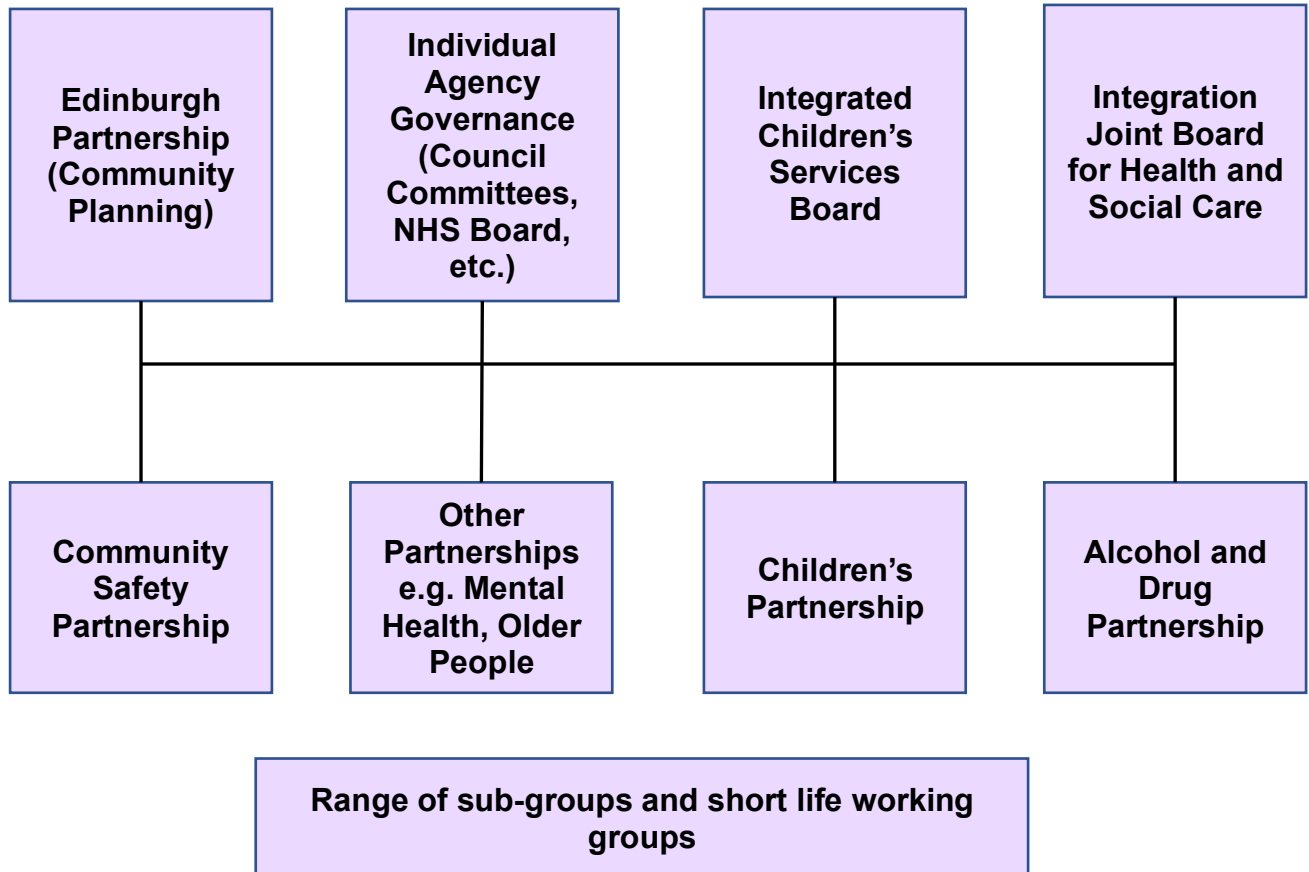 Edinburgh
Partnership
(Community
Planning)
Individual
Agency
Governance
(Council
Committees,
NHS Board,
etc.)
Integrated
Children’s
Services
Board
Integration
Joint Board
for Health and
Social Care
Community
Safety
Partnership
Other
Partnerships
e.g. Mental
Health, Older
People
Children’s
Partnership
Alcohol and
Drug
Partnership
Range of sub-groups and short life working
groups